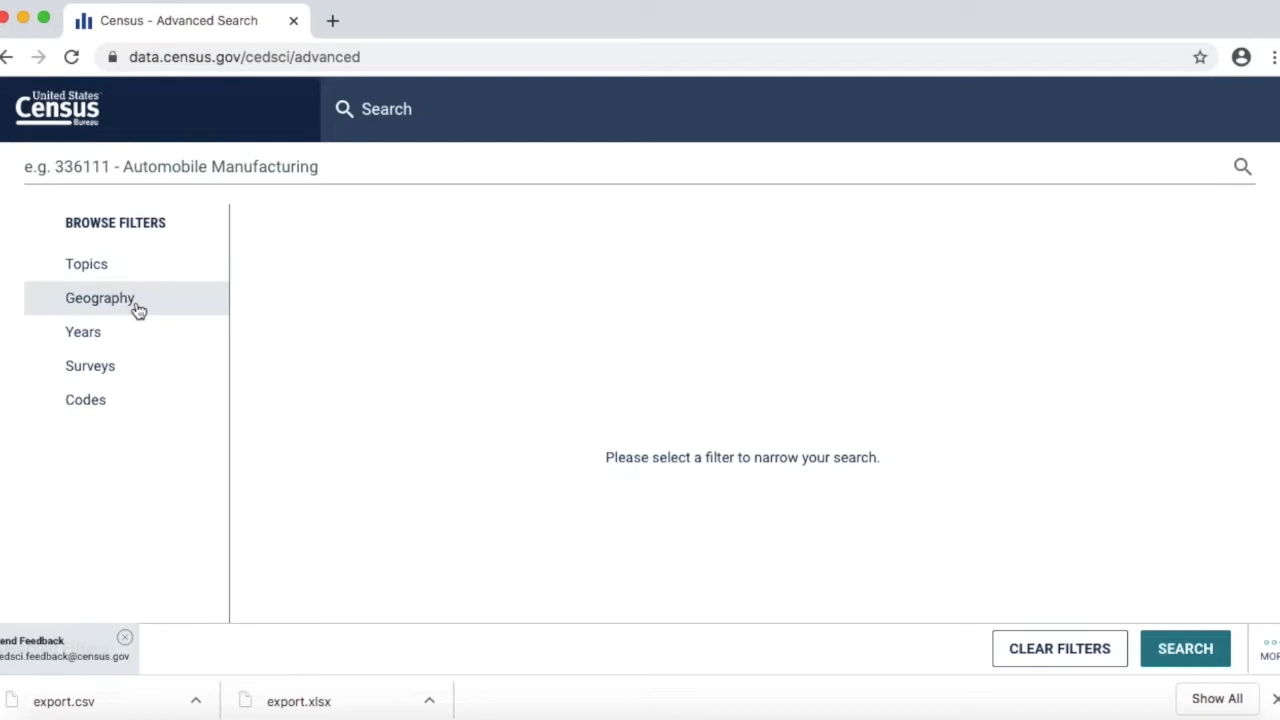 Census - Advanced Search
data.census.gov/cedsci/advanced
United States
Census
Bureau
Search
e.g. 336111 - Automobile Manufacturing
BROWSE FILTERS
Topics
Geography
Years
Surveys
Codes
Please select a filter to narrow your search.
end Feedback
edsci.feedback@census.gov
CLEAR FILTERS
SEARCH
MOR
export.csv
export.xlsx
Show All